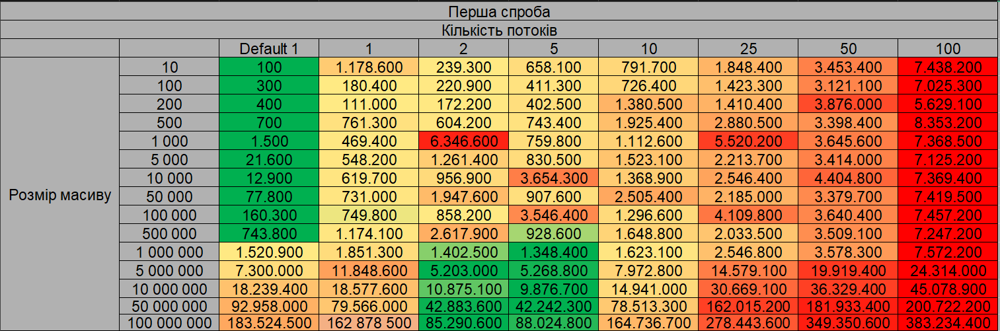 Перша спроба
Кількість потоків
Default 1 1 2 5 10 25 50 100
Розмір масиву
10 100 1.178.600 239.300 658.100 791.700 1.848.400 3.453.400 7.438.200
100 300 180.400 220.900 411.300 726.400 1.423.300 3.121.100 7.025.300
200 400 111.000 172.200 402.500 1.380.500 1.410.400 3.876.000 5.629.100
500 700 761.300 604.200 743.400 1.925.400 2.880.500 3.398.400 8.353.200
1 000 1.500 469.400 6.346.600 759.800 1.112.600 5.520.200 3.645.600 7.368.500
5 000 21.600 548.200 1.261.400 830.500 1.523.100 2.213.700 3.414.000 7.125.200
10 000 12.900 619.700 956.900 3.654.300 1.368.900 2.546.400 4.404.800 7.369.400
50 000 77.800 731.000 1.947.600 907.600 2.505.400 2.185.000 3.379.700 7.419.500
100 000 160.300 749.800 858.200 3.546.400 1.296.600 4.109.800 3.640.400 7.457.200
500 000 743.800 1.174.100 2.617.900 928.600 1.648.800 2.033.500 3.509.100 7.247.200
1 000 000 1.520.900 1.851.300 1.402.500 1.348.400 1.623.100 2.546.800 3.578.300 7.572.200
5 000 000 7.300.000 11.848.600 5.203.000 5.268.800 7.972.800 14.579.100 19.919.400 24.314.000
10 000 000 18.239.400 18.577.600 10.875.100 9.876.700 14.941.000 30.669.100 36.329.400 45.078.900
50 000 000 92.958.000 79.566.000 42.883.600 42.242.300 78.513.300 162.015.200 181.933.400 200.722.200
100 000 000 183.524.500 162 878 500 85.290.600 88.024.800 164.736.700 278.443.600 349.350.600 383.234.400